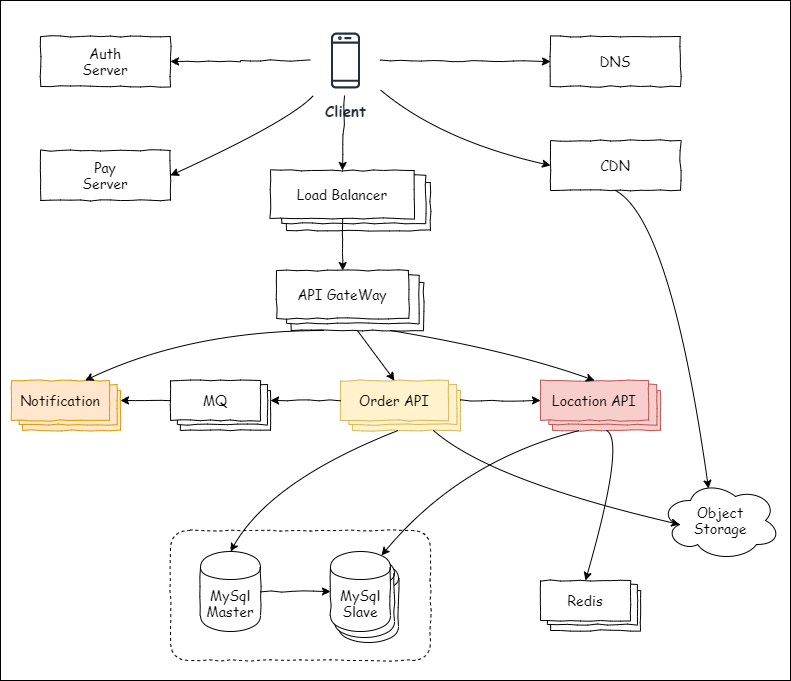 Auth
Server
Client
DNS
Pay
Server
CDN
Load Balancer
API GateWay
Notification
MQ
Order API
Location API
Object
Storage
MySql
Master
MySql
Slave
Redis